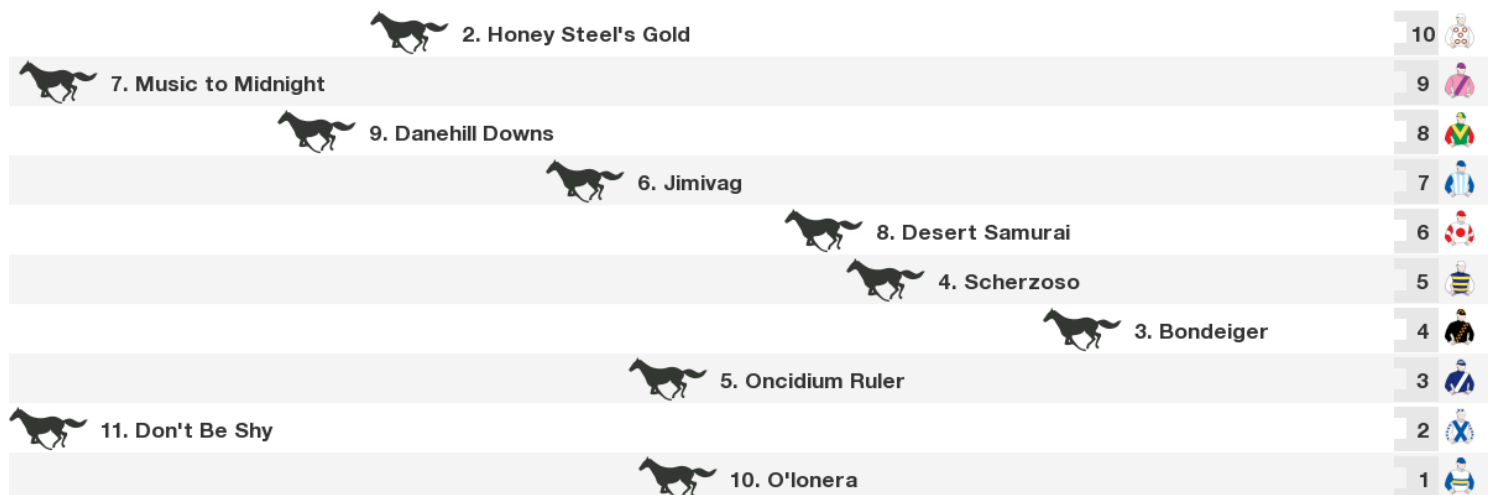 2. Honey Steel's Gold 10
7. Music to Midnight 9
9. Danehill Downs 8
6. Jimivag 7
8. Desert Samurai 6
4. Scherzoso 5
3. Bondeiger 4
5. Oncidium Ruler 3
11. Don't Be Shy 2
10. O'lonera 1